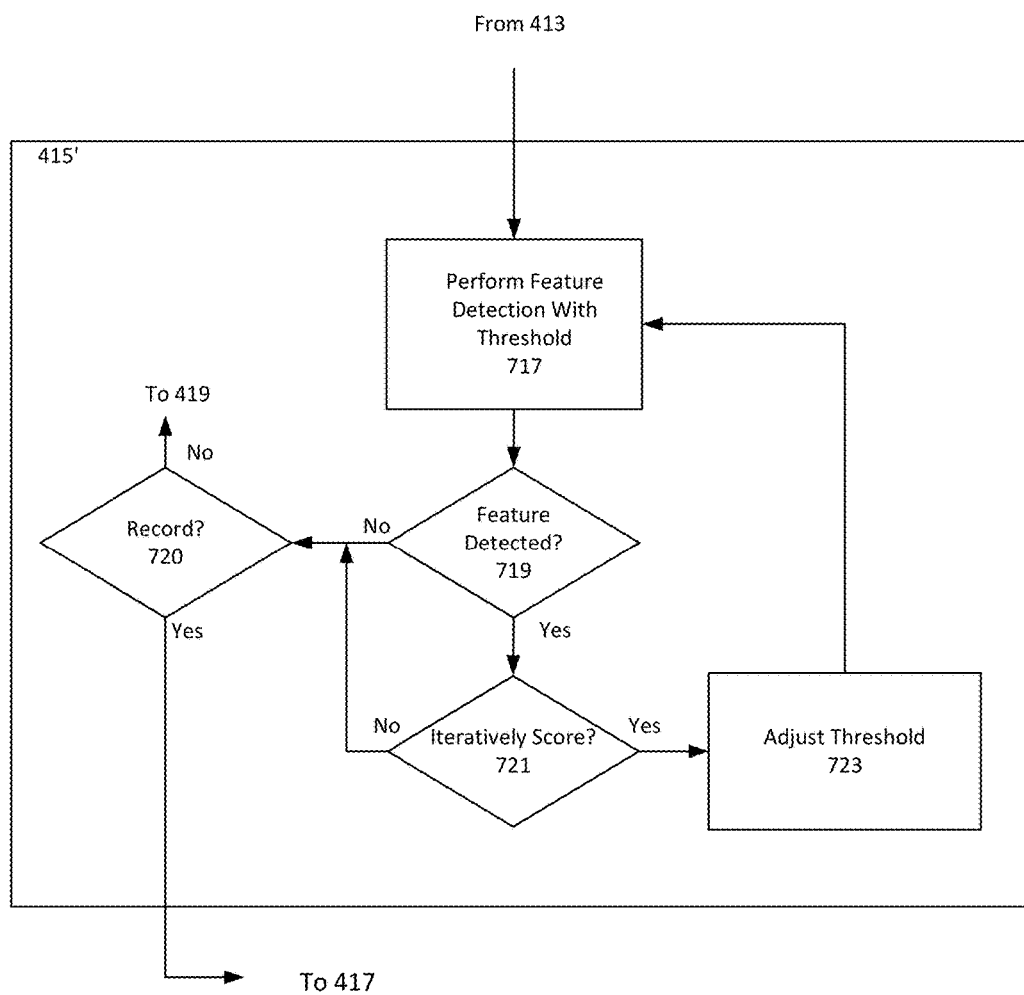 From 413
415'
Perform Feature
Detection With
Threshold
717
To 419
No
Record?
720
No
Feature
Detected?
719
Yes
Yes
No
Iteratively Score?
721
Yes
Adjust Threshold
723
To 417